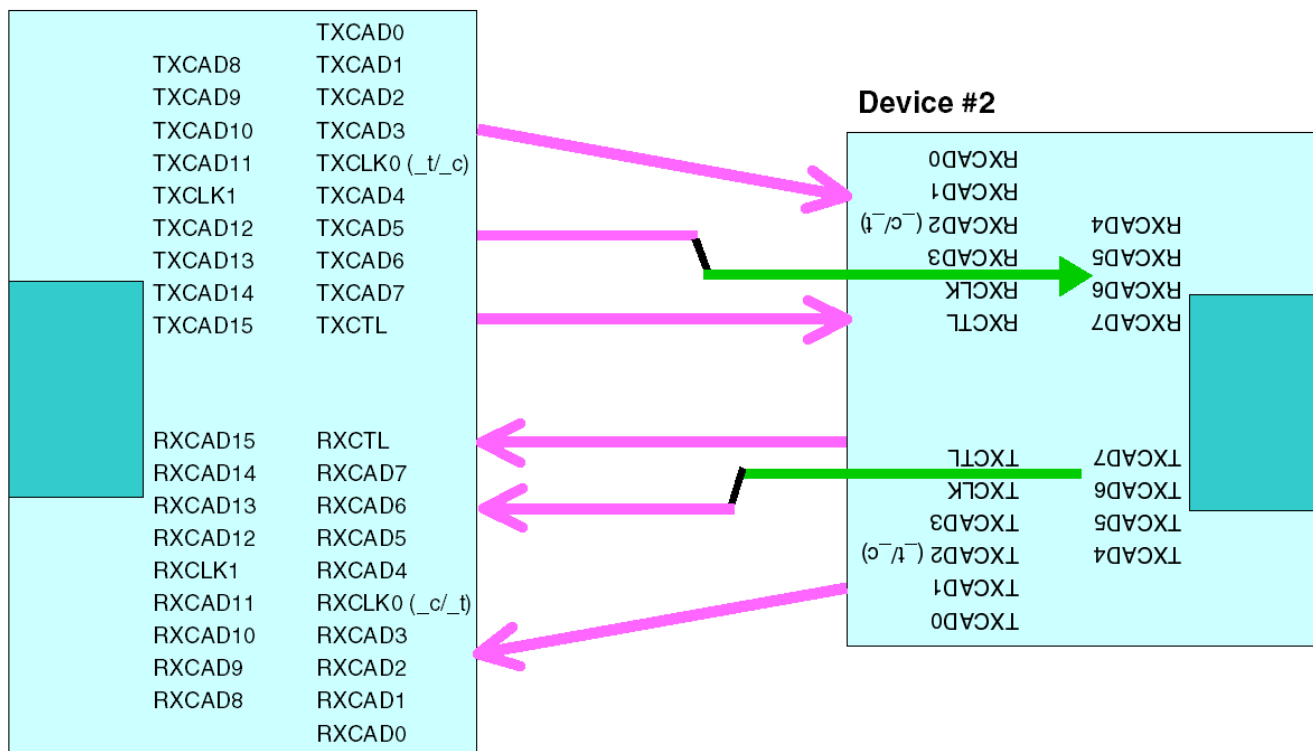 TXCAD0
TXCAD8 TXCAD1
TXCAD9 TXCAD2
TXCAD10 TXCAD3
TXCAD11 TXCLK0 (_t/_c)
TXCLK1 TXCAD4
TXCAD12 TXCAD5
TXCAD13 TXCAD6
TXCAD14 TXCAD7
TXCAD15 TXCTL
RXCAD15 RXCTL
RXCAD14 RXCAD7
RXCAD13 RXCAD6
RXCAD12 RXCAD5
RXCLK1 RXCAD4
RXCAD11 RXCLK0 (_c/_t)
RXCAD10 RXCAD3
RXCAD9 RXCAD2
RXCAD8 RXCAD1
RXCAD0
Device #2
RXCAD0
RXCAD1
RXCAD2 (_c/_t) RXCAD4
RXCAD3 RXCAD5
RXCLK RXCAD6
RXCTL RXCAD7
TXCTL TXCAD7
TXCLK TXCAD6
TXCAD3 TXCAD5
TXCAD2 (_t/_c) TXCAD4
TXCAD1
TXCAD0